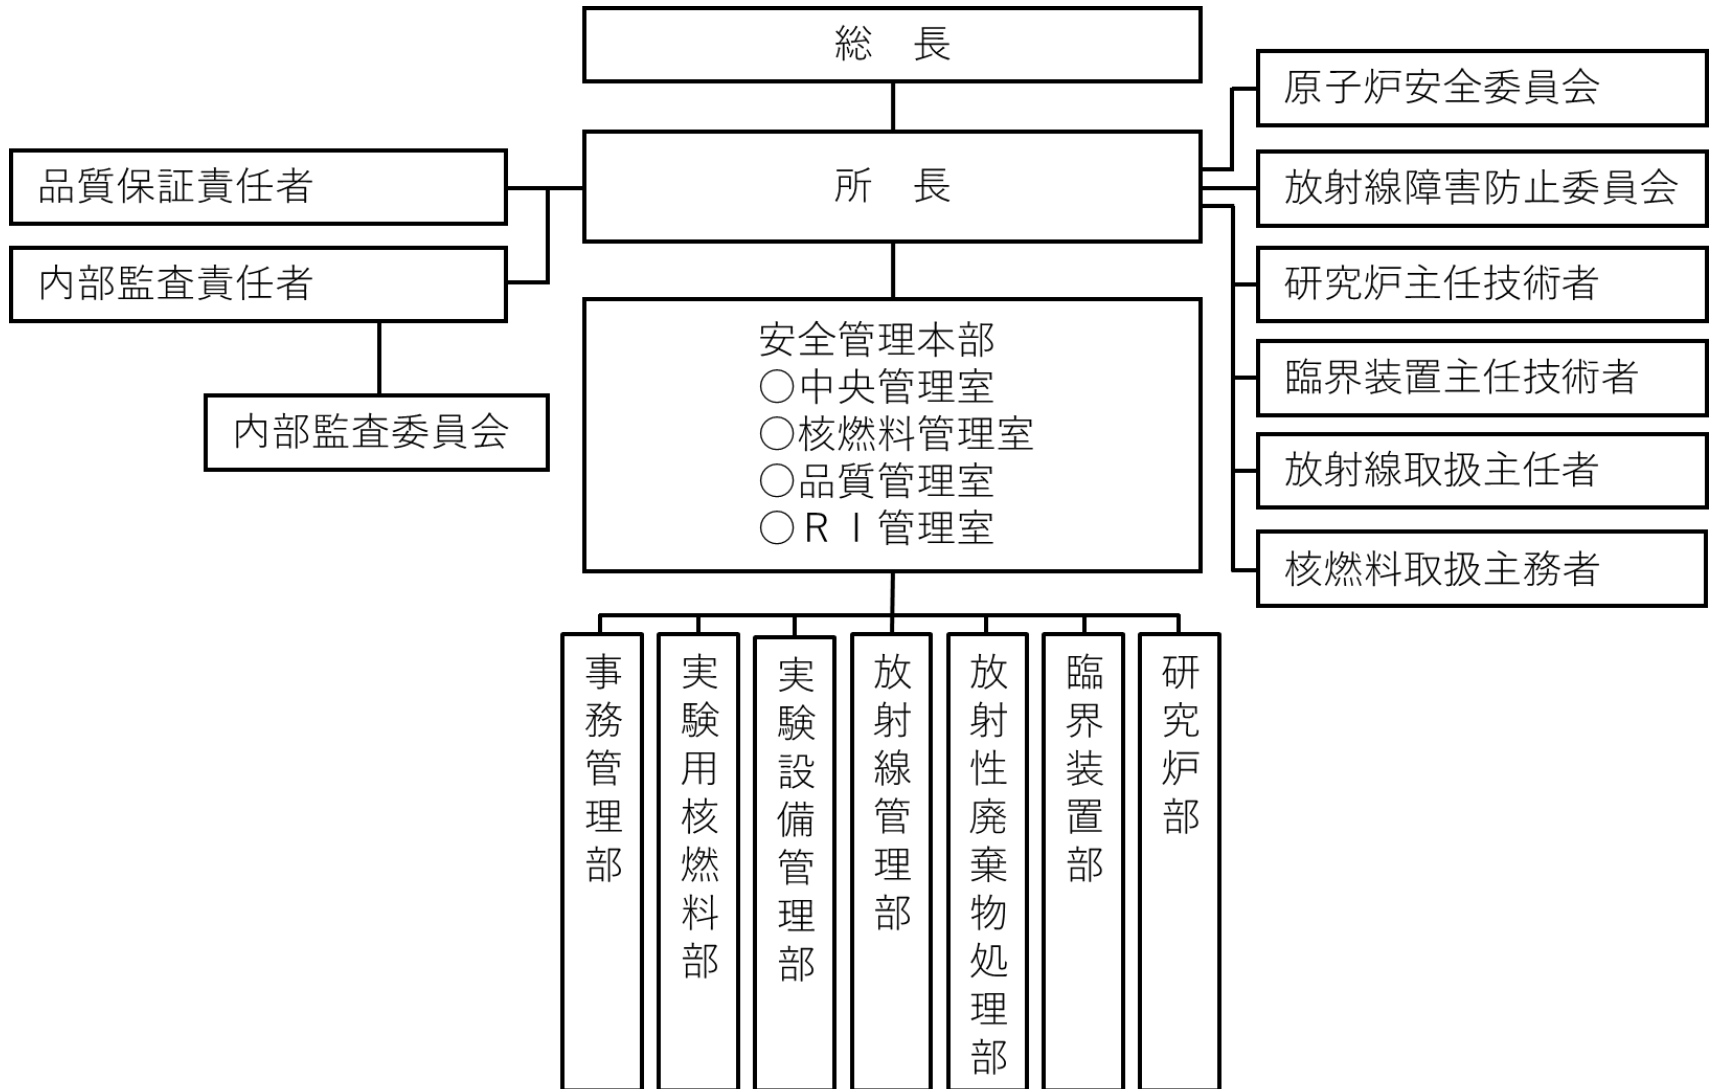 総　長
所　長
品質保証責任者
内部監査責任者
内部監査委員会
原子炉安全委員会
放射線障害防止委員会
研究炉主任技術者
臨界装置主任技術者
放射線取扱主任者
核燃料取扱主務者
安全管理本部
○中央管理室
○核燃料管理室
○品質管理室
○ＲＩ管理室
事務管理部
実験用核燃料部
実験設備管理部
放射線管理部
放射性廃棄物処理部
臨界装置部
研究炉部